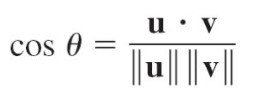 cos θ = u · v / ‖u‖ ‖v‖